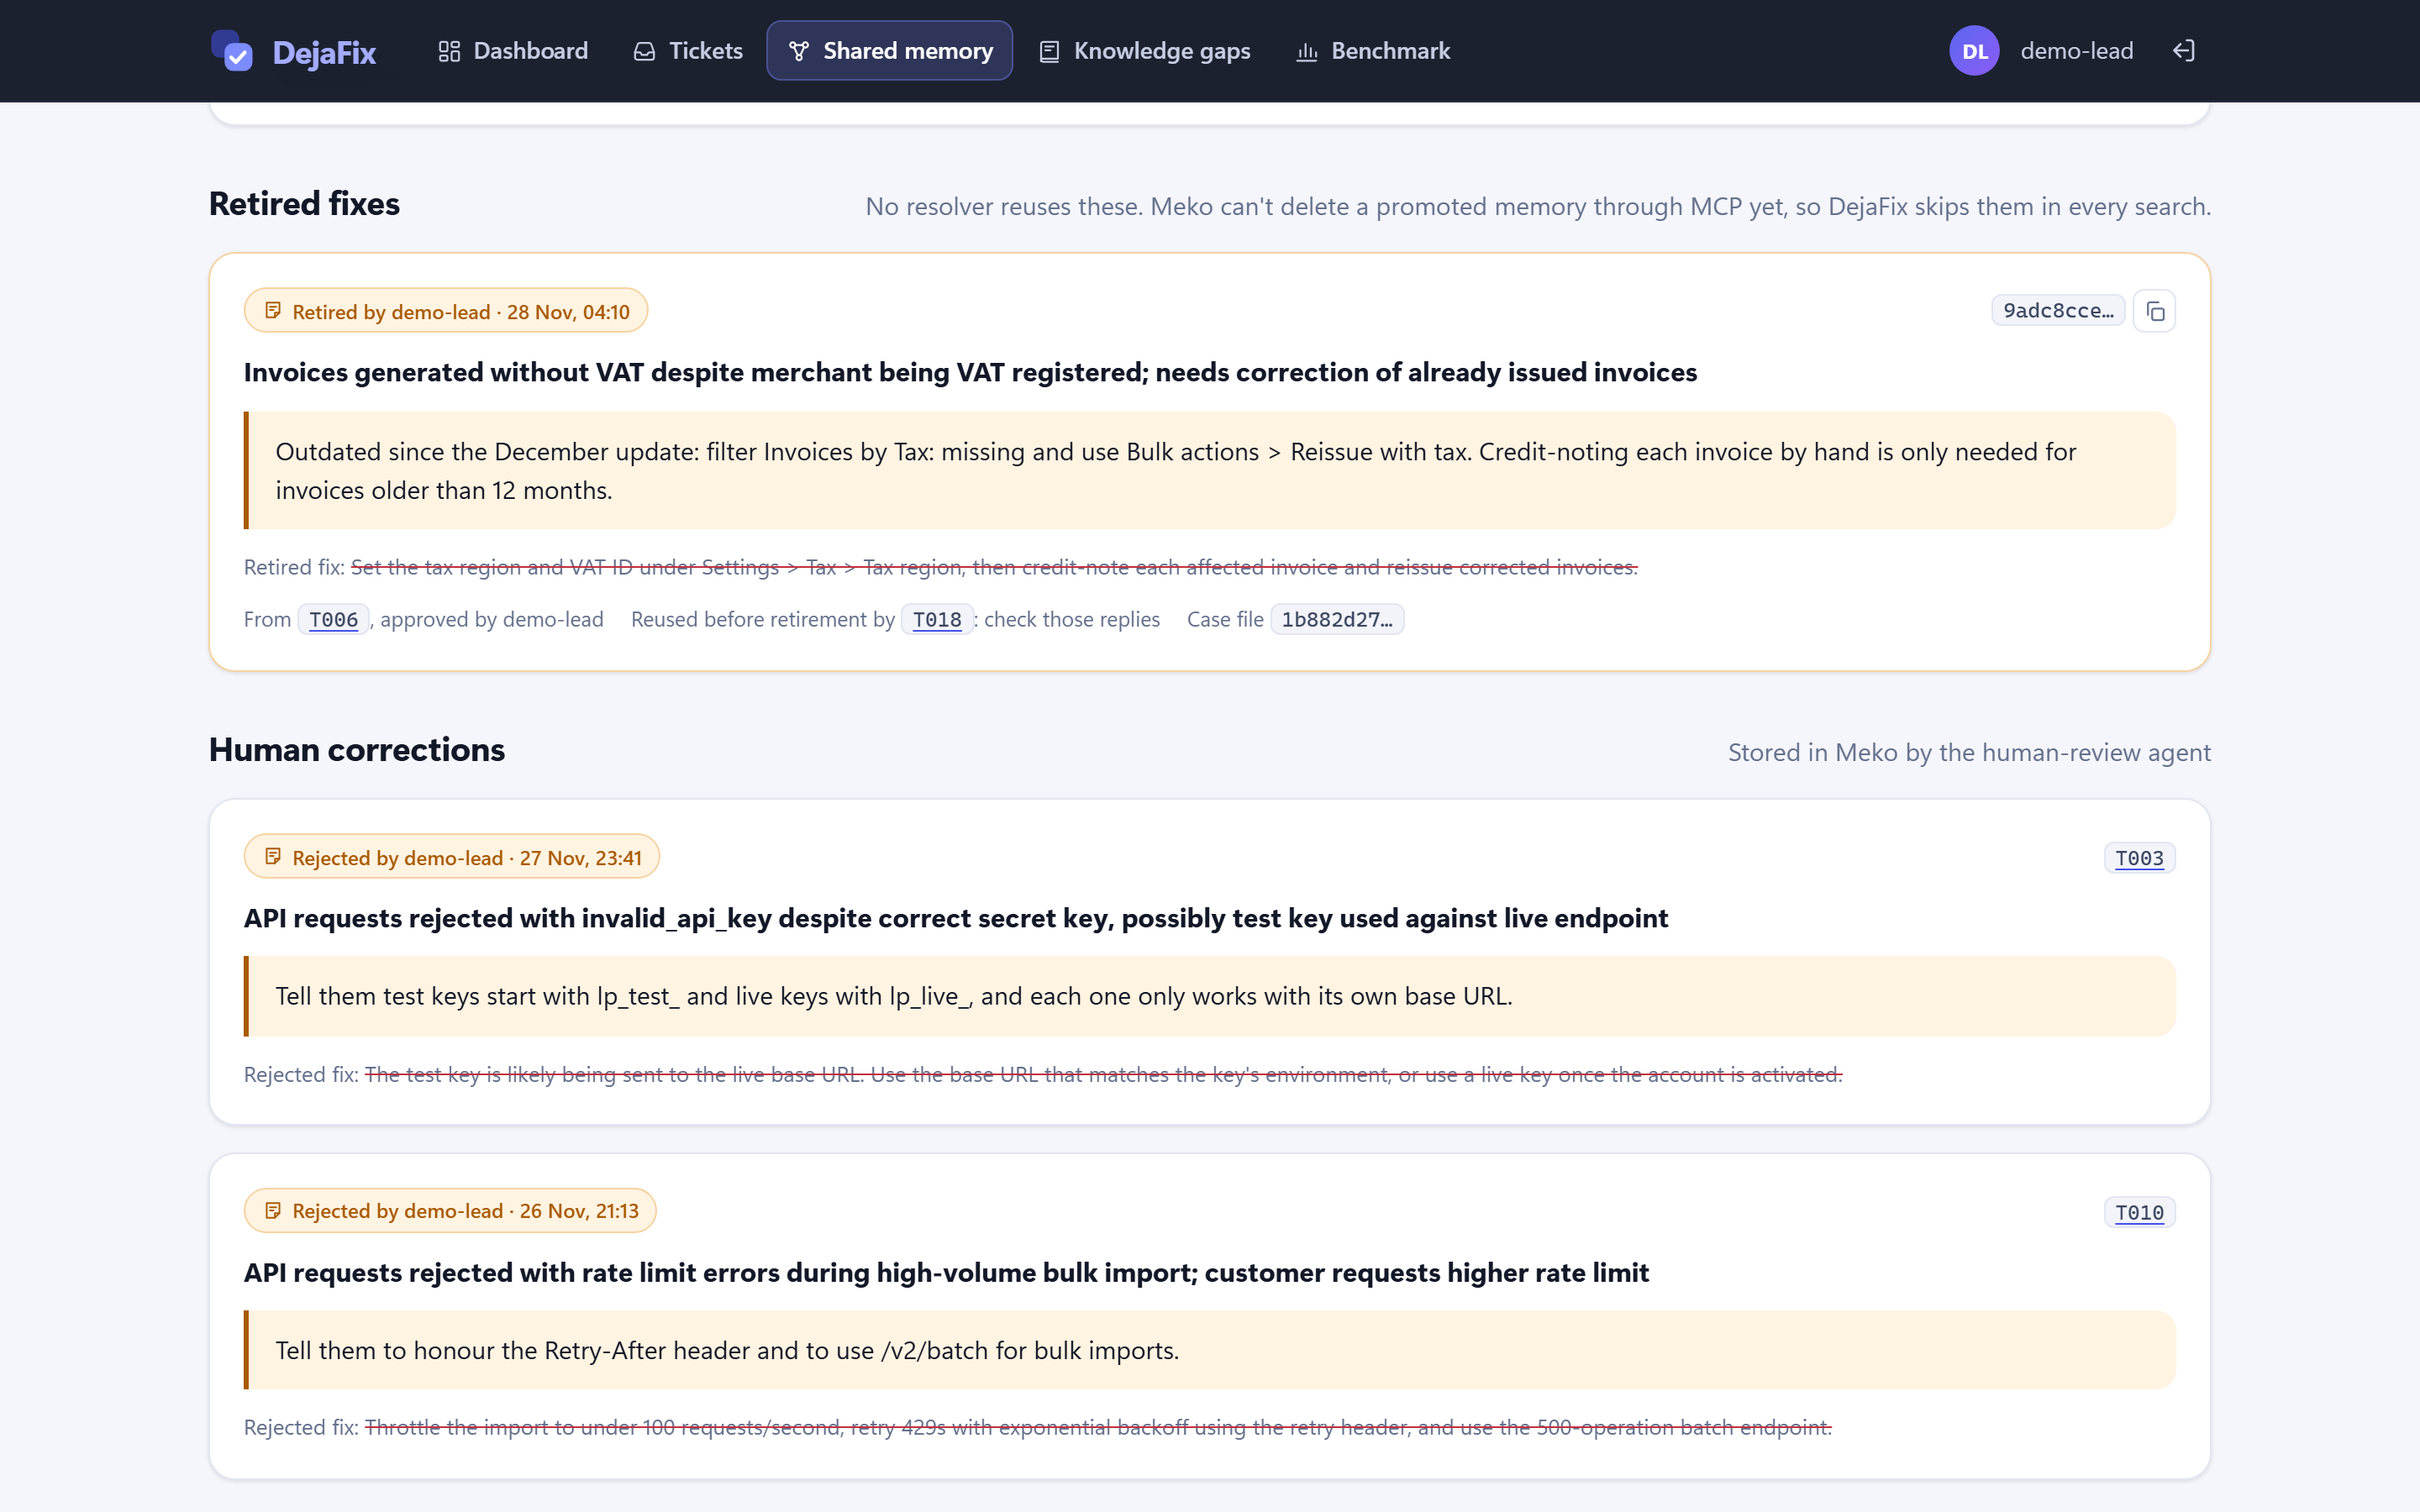 DejaFix
Dashboard
Tickets
Shared memory
Knowledge gaps
Benchmark
DL
demo-lead
Retired fixes
No resolver reuses these. Meko can't delete a promoted memory through MCP yet, so DejaFix skips them in every search.
Retired by demo-lead · 28 Nov, 04:10
9adc8cce…
Invoices generated without VAT despite merchant being VAT registered; needs correction of already issued invoices
Outdated since the December update: filter Invoices by Tax: missing and use Bulk actions > Reissue with tax. Credit-noting each invoice by hand is only needed for
invoices older than 12 months.
Retired fix: Set the tax region and VAT ID under Settings > Tax > Tax region, then credit-note each affected invoice and reissue corrected invoices.
From T006, approved by demo-lead Reused before retirement by T018: check those replies Case file 1b882d27…
Human corrections
Stored in Meko by the human-review agent
Rejected by demo-lead · 27 Nov, 23:41
T003
API requests rejected with invalid_api_key despite correct secret key, possibly test key used against live endpoint
Tell them test keys start with lp_test_ and live keys with lp_live_, and each one only works with its own base URL.
Rejected fix: The test key is likely being sent to the live base URL. Use the base URL that matches the key's environment, or use a live key once the account is activated.
Rejected by demo-lead · 26 Nov, 21:13
T010
API requests rejected with rate limit errors during high-volume bulk import; customer requests higher rate limit
Tell them to honour the Retry-After header and to use /v2/batch for bulk imports.
Rejected fix: Throttle the import to under 100 requests/second, retry 429s with exponential backoff using the retry header, and use the 500-operation batch endpoint.